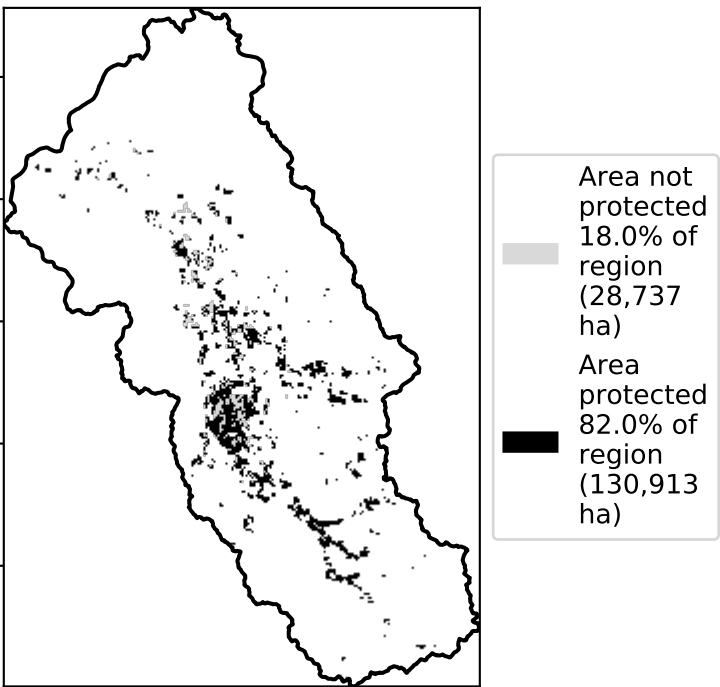 Area not
protected
18.0% of
region
(28,737
ha)
Area
protected
82.0% of
region
(130,913
ha)